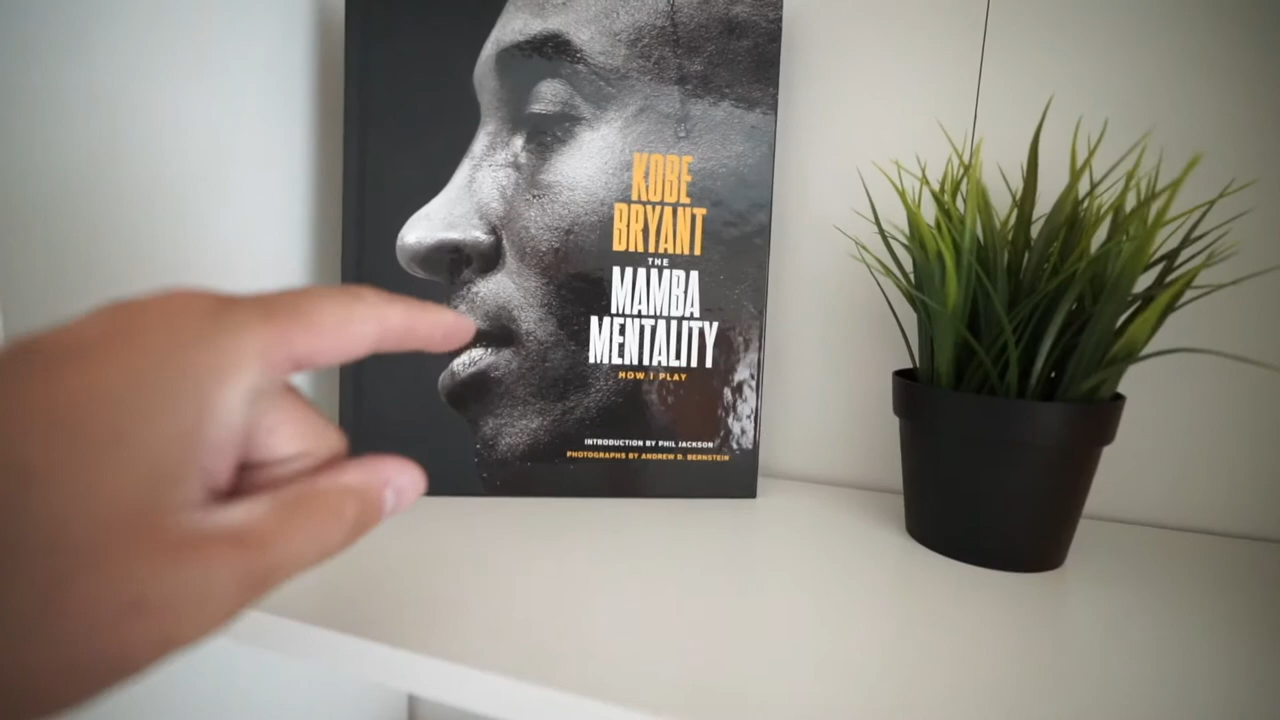 KOBE
BRYANT
THE
MAMBA
MENTALITY
HOW I PLAY
INTRODUCTION BY PHIL JACKSON
PHOTOGRAPHS BY ANDREW D. BERNSTEIN